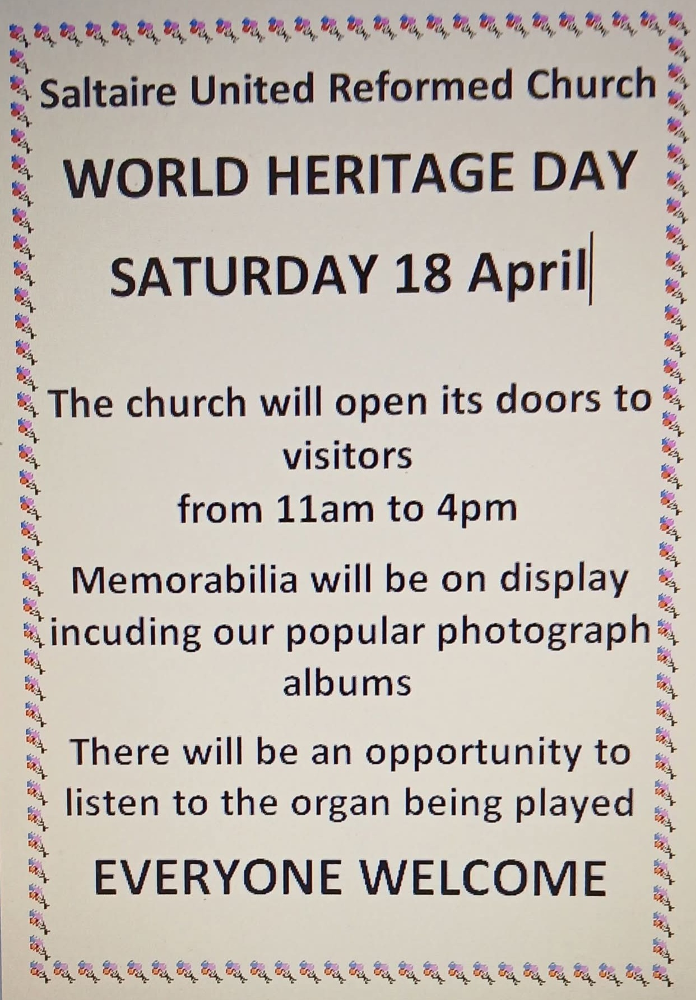 Saltaire United Reformed Church
WORLD HERITAGE DAY
SATURDAY 18 April
The church will open its doors to
visitors
from 11am to 4pm
Memorabilia will be on display
incuding our popular photograph
albums
There will be an opportunity to
listen to the organ being played
EVERYONE WELCOME